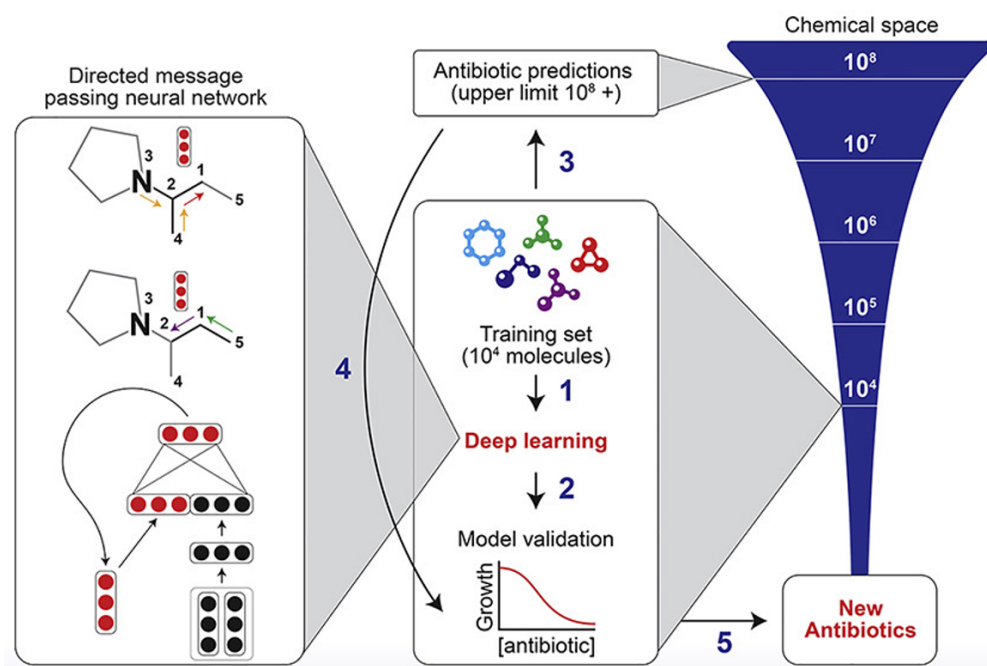 Directed message
passing neural network
3
N
2
1
5
4
3
N
2
1
5
4
Antibiotic predictions
(upper limit 10⁸ +)
3
4
Training set
(10⁴ molecules)
1
Deep learning
2
Model validation
Growth
[antibiotic]
5
Chemical space
10⁸
10⁷
10⁶
10⁵
10⁴
New
Antibiotics